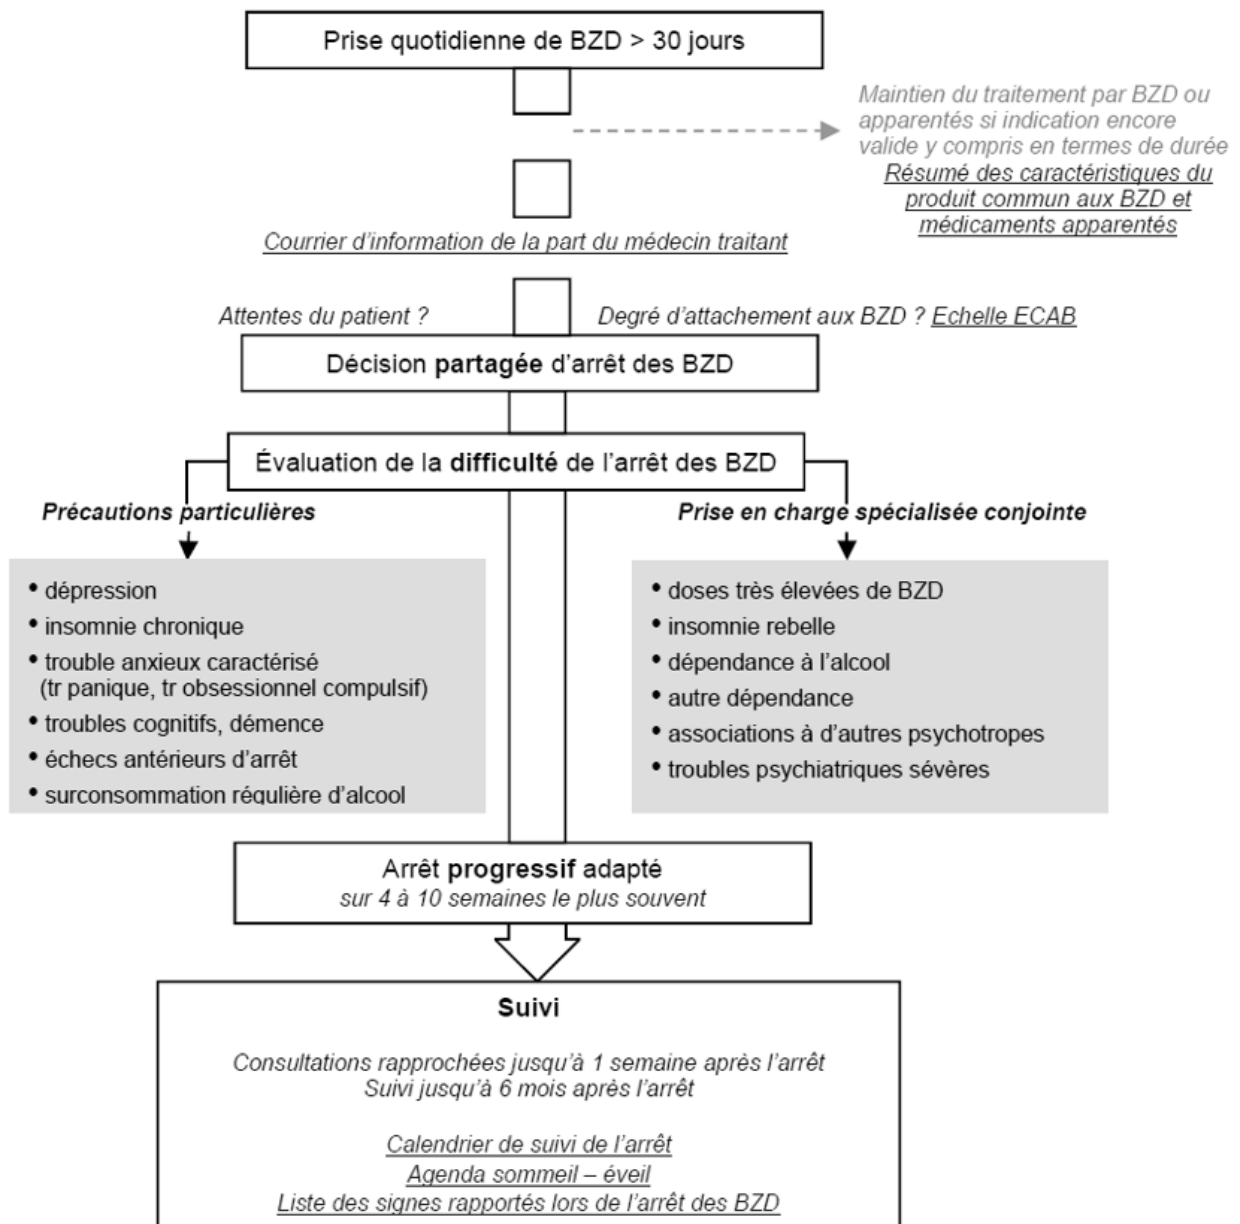 Prise quotidienne de BZD > 30 jours
Maintien du traitement par BZD ou
apparentés si indication encore
valide y compris en termes de durée
Résumé des caractéristiques du
produit commun aux BZD et
médicaments apparentés
Courrier d'information de la part du médecin traitant
Attentes du patient ?
Degré d'attachement aux BZD ? Echelle ECAB
Décision partagée d'arrêt des BZD
Évaluation de la difficulté de l'arrêt des BZD
Précautions particulières
• dépression
• insomnie chronique
• trouble anxieux caractérisé
(tr panique, tr obsessionnel compulsif)
• troubles cognitifs, démence
• échecs antérieurs d'arrêt
• surconsommation régulière d'alcool
Prise en charge spécialisée conjointe
• doses très élevées de BZD
• insomnie rebelle
• dépendance à l'alcool
• autre dépendance
• associations à d'autres psychotropes
• troubles psychiatriques sévères
Arrêt progressif adapté
sur 4 à 10 semaines le plus souvent
Suivi
Consultations rapprochées jusqu'à 1 semaine après l'arrêt
Suivi jusqu'à 6 mois après l'arrêt
Calendrier de suivi de l'arrêt
Agenda sommeil – éveil
Liste des signes rapportés lors de l'arrêt des BZD